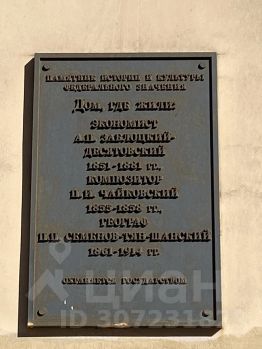 ПАМЯТНИК ИСТОРИИ И КУЛЬТУРЫ
ФЕДЕРАЛЬНОГО ЗНАЧЕНИЯ
ДОМ, ГДЕ ЖИЛИ:
ЭКОНОМИСТ
А.П. ЗАБЛОЦКИЙ-
ДЕСЯТОВСКИЙ
1851-1881 гг.,
КОМПОЗИТОР
П.И. ЧАЙКОВСКИЙ
1855-1858 гг.,
ГЕОГРАФ
П.П. СЕМЕНОВ-ТЯН-ШАНСКИЙ
1861-1914 гг.
ОХРАНЯЕТСЯ ГОСУДАРСТВОМ
циан